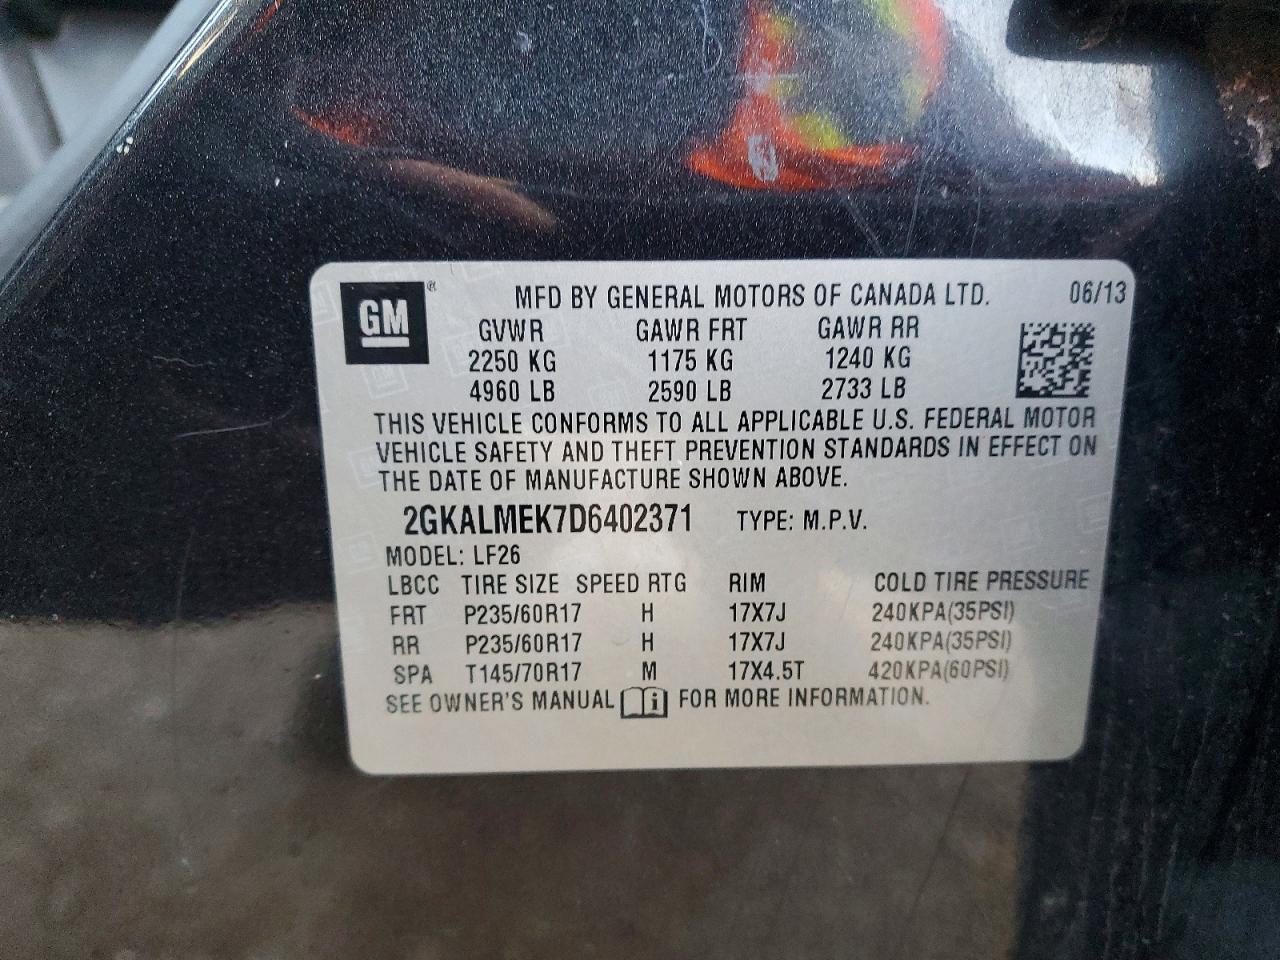 GM ®
MFD BY GENERAL MOTORS OF CANADA LTD. 06/13
GVWR GAWR FRT GAWR RR
2250 KG 1175 KG 1240 KG
4960 LB 2590 LB 2733 LB
THIS VEHICLE CONFORMS TO ALL APPLICABLE U.S. FEDERAL MOTOR
VEHICLE SAFETY AND THEFT PREVENTION STANDARDS IN EFFECT ON
THE DATE OF MANUFACTURE SHOWN ABOVE.
2GKALMEK7D6402371 TYPE: M.P.V.
MODEL: LF26
LBCC TIRE SIZE SPEED RTG RIM COLD TIRE PRESSURE
FRT P235/60R17 H 17X7J 240KPA(35PSI)
RR P235/60R17 H 17X7J 240KPA(35PSI)
SPA T145/70R17 M 17X4.5T 420KPA(60PSI)
SEE OWNER'S MANUAL i FOR MORE INFORMATION.